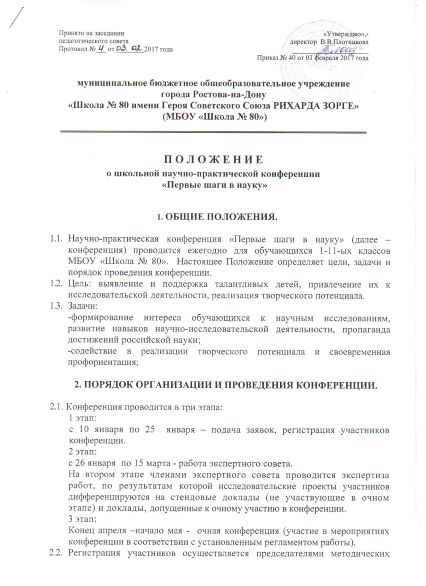 Принято на заседании
педагогического совета
Протокол № 4 от 03.02.2017 года
«Утверждаю»,-
директор В.В.Плотникова
Приказ № 40 от 03 февраля 2017 года
муниципальное бюджетное общеобразовательное учреждение
города Ростова-на-Дону
«Школа № 80 имени Героя Советского Союза РИХАРДА ЗОРГЕ»
(МБОУ «Школа № 80»)
П О Л О Ж Е Н И Е
о школьной научно-практической конференции
«Первые шаги в науку»
1. ОБЩИЕ ПОЛОЖЕНИЯ.
1.1. Научно-практическая конференция «Первые шаги в науку» (далее –
конференция) проводится ежегодно для обучающихся 1-11-ых классов
МБОУ «Школа № 80». Настоящее Положение определяет цели, задачи и
порядок проведения конференции.
1.2. Цель: выявление и поддержка талантливых детей, привлечение их к
исследовательской деятельности, реализация творческого потенциала.
1.3. Задачи:
-формирование интереса обучающихся к научным исследованиям,
развитие навыков научно-исследовательской деятельности, пропаганда
достижений российской науки;
-содействие в реализации творческого потенциала и своевременная
профориентация;
2. ПОРЯДОК ОРГАНИЗАЦИИ И ПРОВЕДЕНИЯ КОНФЕРЕНЦИИ.
2.1. Конференция проводится в три этапа:
1 этап:
с 10 января по 25 января – подача заявок, регистрация участников
конференции.
2 этап:
с 26 января по 15 марта - работа экспертного совета.
На втором этапе членами экспертного совета проводится экспертиза
работ, по результатам которой исследовательские проекты участников
дифференцируются на стендовые доклады (не участвующие в очном
этапе) и доклады, допущенные к очному участию в конференции.
3 этап:
Конец апреля –начало мая - очная конференция (участие в мероприятиях
конференции в соответствии с установленным регламентом работы).
2.2. Регистрация участников осуществляется председателями методических